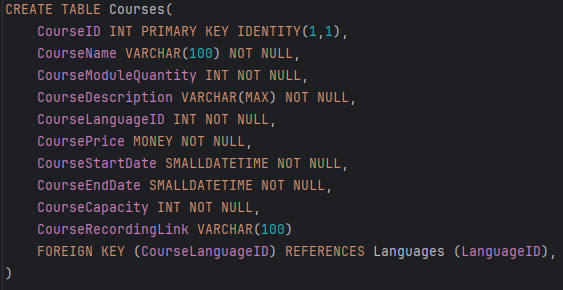 CREATE TABLE Courses(
    CourseID INT PRIMARY KEY IDENTITY(1,1),
    CourseName VARCHAR(100) NOT NULL,
    CourseModuleQuantity INT NOT NULL,
    CourseDescription VARCHAR(MAX) NOT NULL,
    CourseLanguageID INT NOT NULL,
    CoursePrice MONEY NOT NULL,
    CourseStartDate SMALLDATETIME NOT NULL,
    CourseEndDate SMALLDATETIME NOT NULL,
    CourseCapacity INT NOT NULL,
    CourseRecordingLink VARCHAR(100)
    FOREIGN KEY (CourseLanguageID) REFERENCES Languages (LanguageID),
)